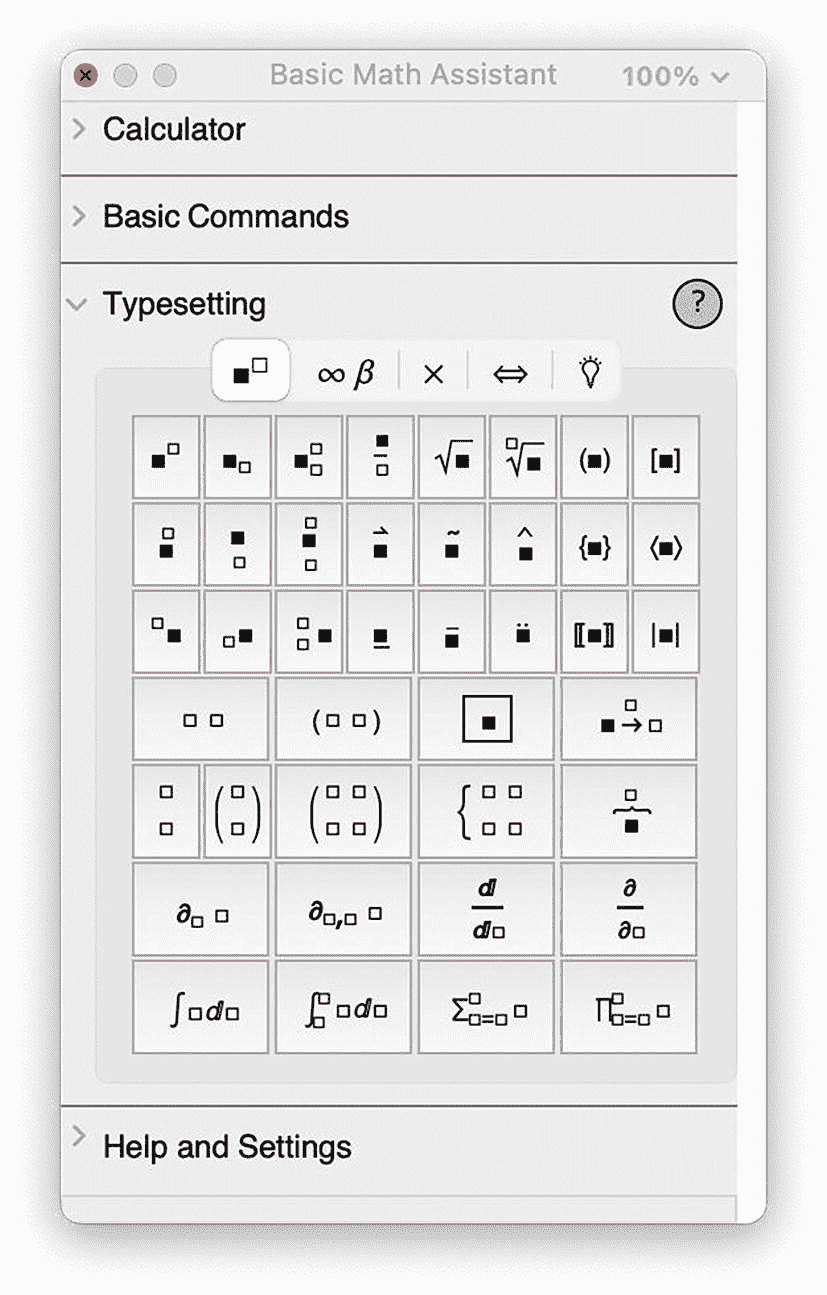 Basic Math Assistant 100%
Calculator
Basic Commands
Typesetting ?
■□ ∞ β × ⇔
■□ ■□ ■□□ ■/□ √■ □√■ (■) [■]
□■ ■□ □■□ ⇀■ ~■ ^■ {■} ⟨■⟩
□■ □■ □□■ ■ ¯■ ¨■ ⟦■⟧ |■|
□ □ (□ □) ■ ■→□□
□□ (□□) (□□□□) {□□□□ □■
∂□ □ ∂□,□ □ ⅆ/ⅆ□ ∂/∂□
∫□ⅆ□ ∫□□□ⅆ□ Σ□□=□□ ∏□□=□□
Help and Settings